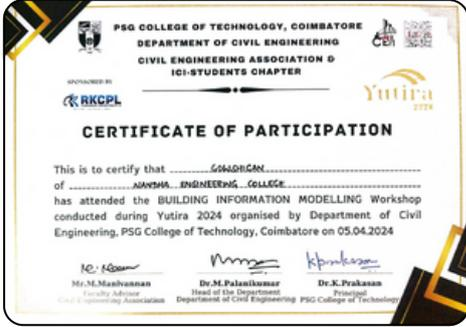 PSG COLLEGE OF TECHNOLOGY, COIMBATORE
DEPARTMENT OF CIVIL ENGINEERING
CIVIL ENGINEERING ASSOCIATION &
ICI-STUDENTS CHAPTER
SPONSORED BY
RKCPL
Yutira
2024
CERTIFICATE OF PARTICIPATION
This is to certify that GOWSHIGAN
of NANDHA ENGINEERING COLLEGE
has attended the BUILDING INFORMATION MODELLING Workshop
conducted during Yutira 2024 organised by Department of Civil
Engineering, PSG College of Technology, Coimbatore on 05.04.2024
Mr.M.Manivannan Dr.M.Palanikumar Dr.K.Prakasan
Faculty Advisor Head of the Department Principal
Civil Engineering Association Department of Civil Engineering PSG College of Technology